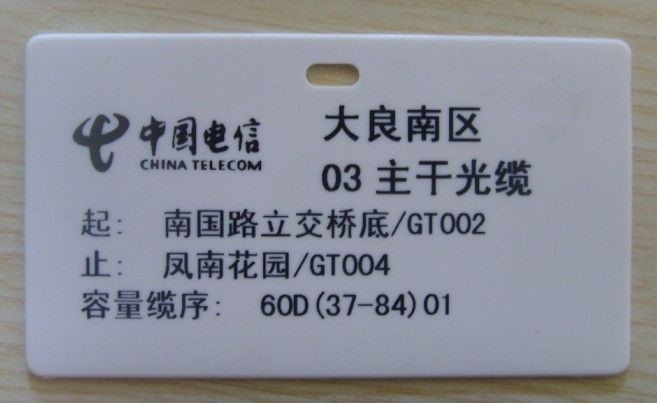 中国电信
CHINA TELECOM
大良南区
03 主干光缆
起: 南国路立交桥底/GT002
止: 凤南花园/GT004
容量缆序: 60D(37-84)01